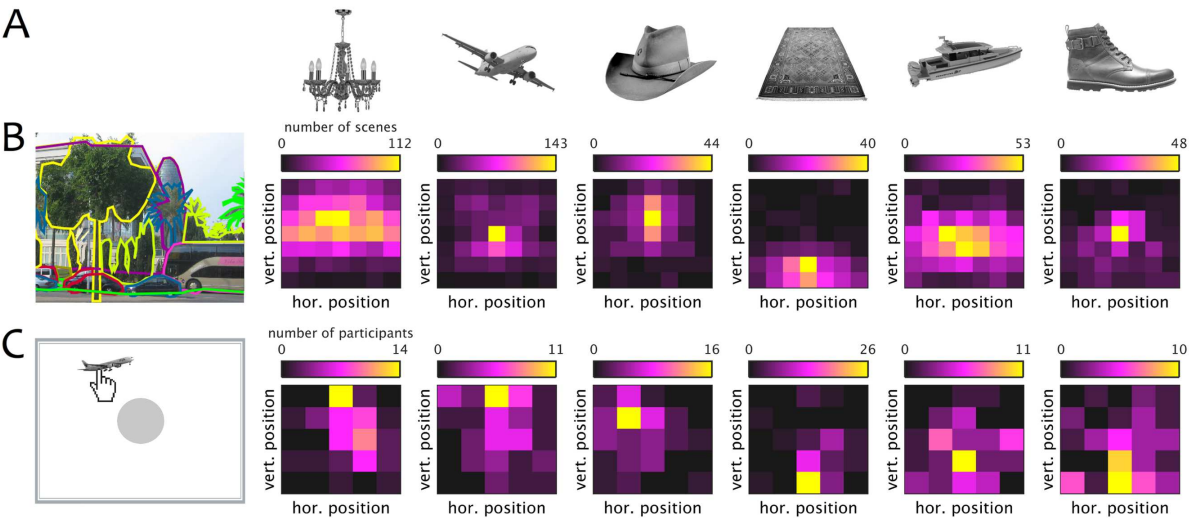 A
B
number of scenes
0 112
0 143
0 44
0 40
0 53
0 48
vert. position
vert. position
vert. position
vert. position
vert. position
vert. position
hor. position
hor. position
hor. position
hor. position
hor. position
hor. position
C
number of participants
0 14
0 11
0 16
0 26
0 11
0 10
vert. position
vert. position
vert. position
vert. position
vert. position
vert. position
hor. position
hor. position
hor. position
hor. position
hor. position
hor. position